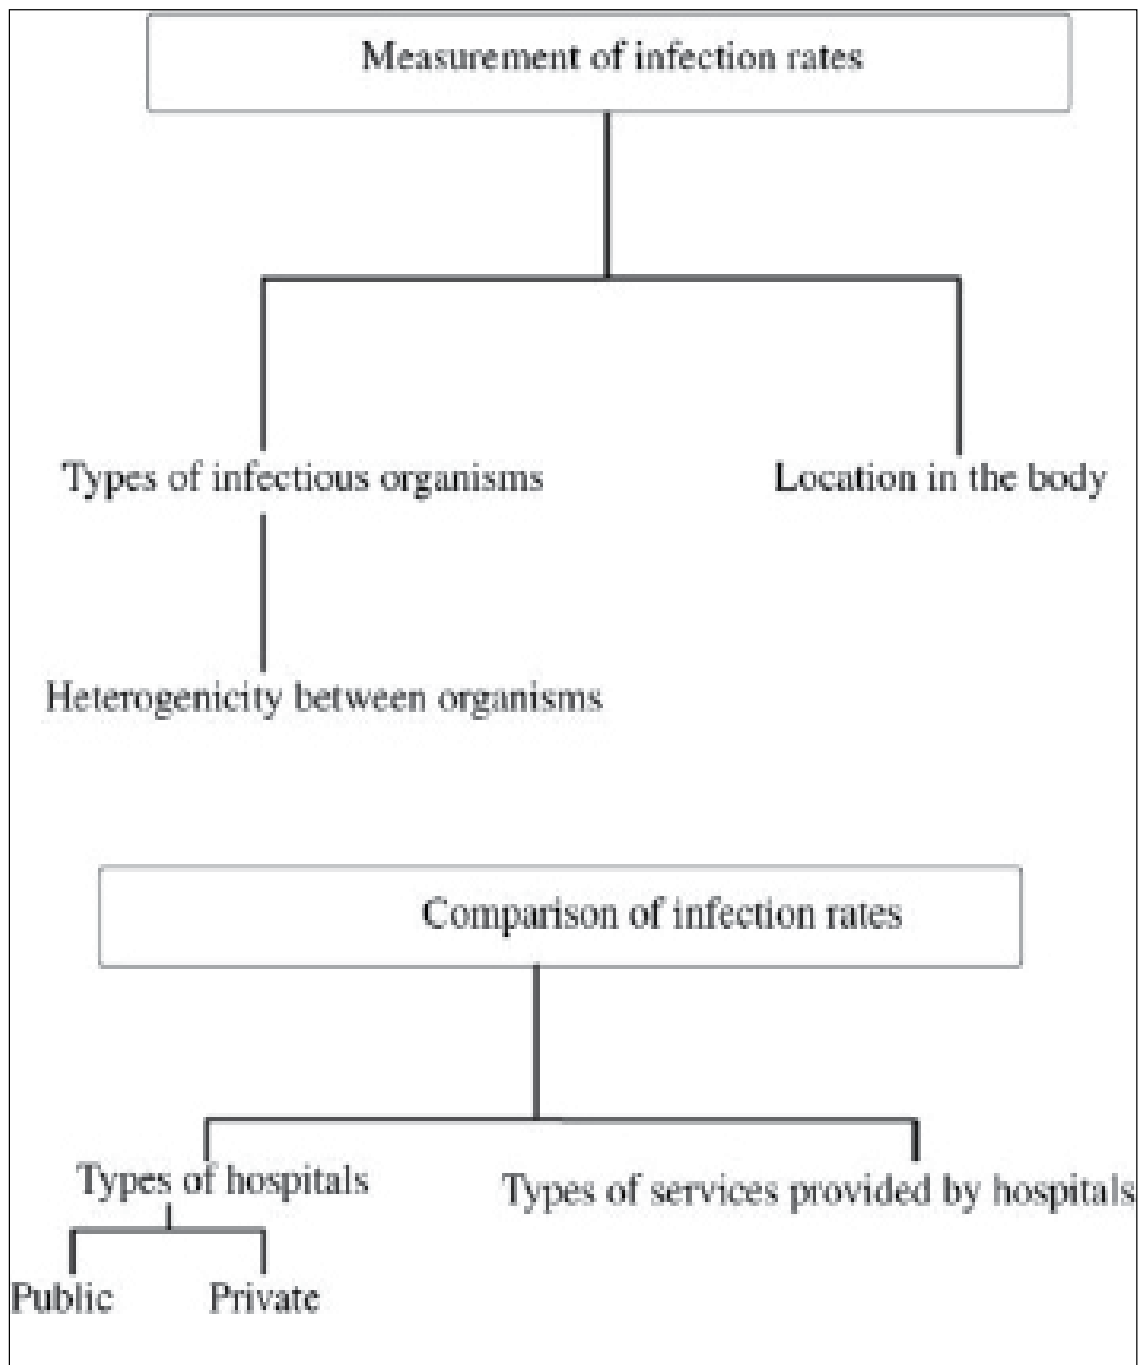 Measurement of infection rates
Types of infectious organisms
Location in the body
Heterogenicity between organisms
Comparison of infection rates
Types of hospitals
Types of services provided by hospitals
Public
Private